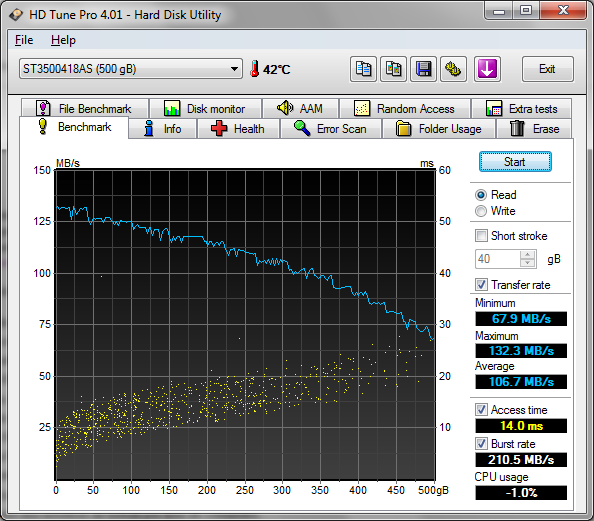 HD Tune Pro 4.01 - Hard Disk Utility
File Help
ST3500418AS (500 gB)
42°C
Exit
File Benchmark Disk monitor AAM Random Access Extra tests
Benchmark Info Health Error Scan Folder Usage Erase
MB/s ms
150 60
125 50
100 40
75 30
50 20
25 10
0 50 100 150 200 250 300 350 400 450 500gB
Start
Read
Write
Short stroke
40 gB
Transfer rate
Minimum
67.9 MB/s
Maximum
132.3 MB/s
Average
106.7 MB/s
Access time
14.0 ms
Burst rate
210.5 MB/s
CPU usage
-1.0%